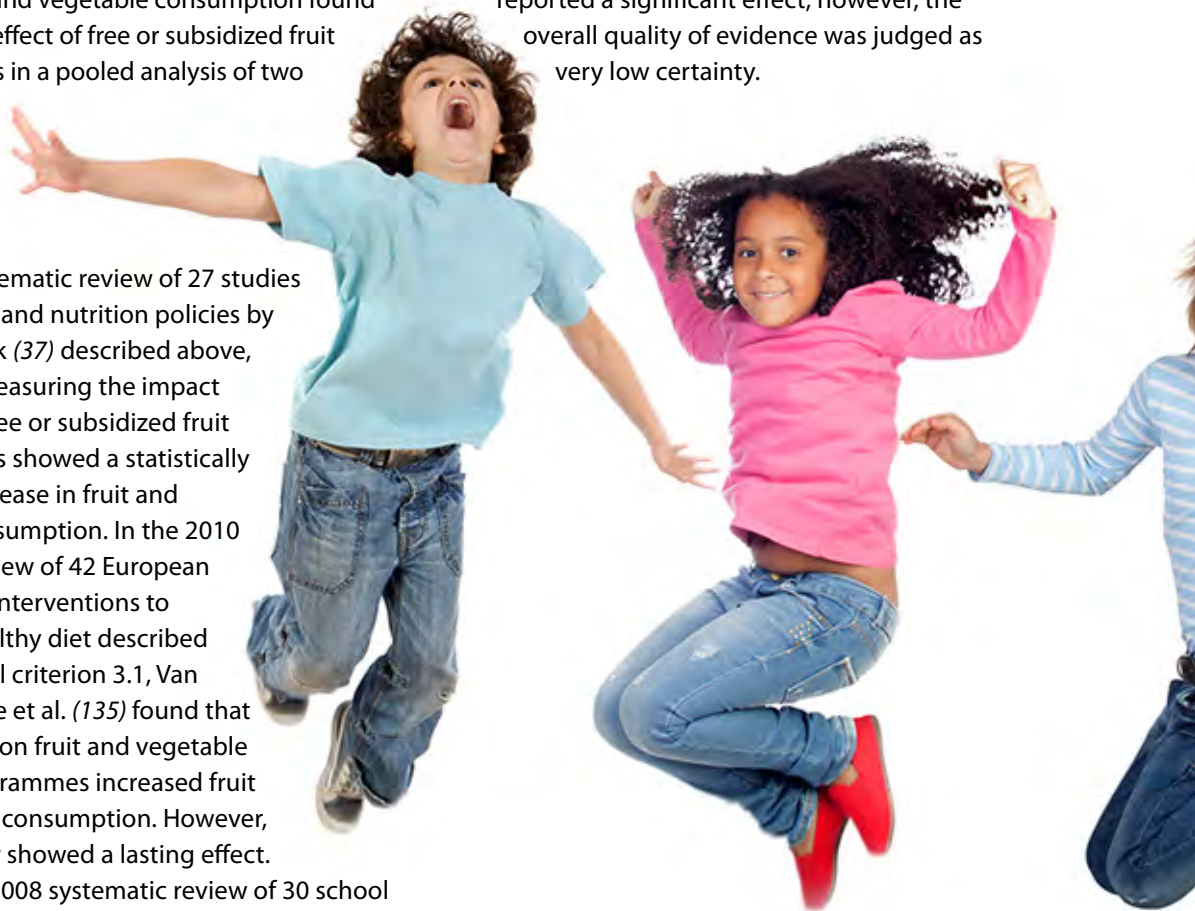 and vegetable consumption found
effect of free or subsidized fruit
s in a pooled analysis of two
ematic review of 27 studies
and nutrition policies by
k (37) described above,
easuring the impact
ee or subsidized fruit
s showed a statistically
ease in fruit and
sumption. In the 2010
ew of 42 European
nterventions to
lthy diet described
l criterion 3.1, Van
e et al. (135) found that
on fruit and vegetable
rammes increased fruit
consumption. However,
showed a lasting effect.
008 systematic review of 30 school
reported a significant effect, however, the
overall quality of evidence was judged as
very low certainty.